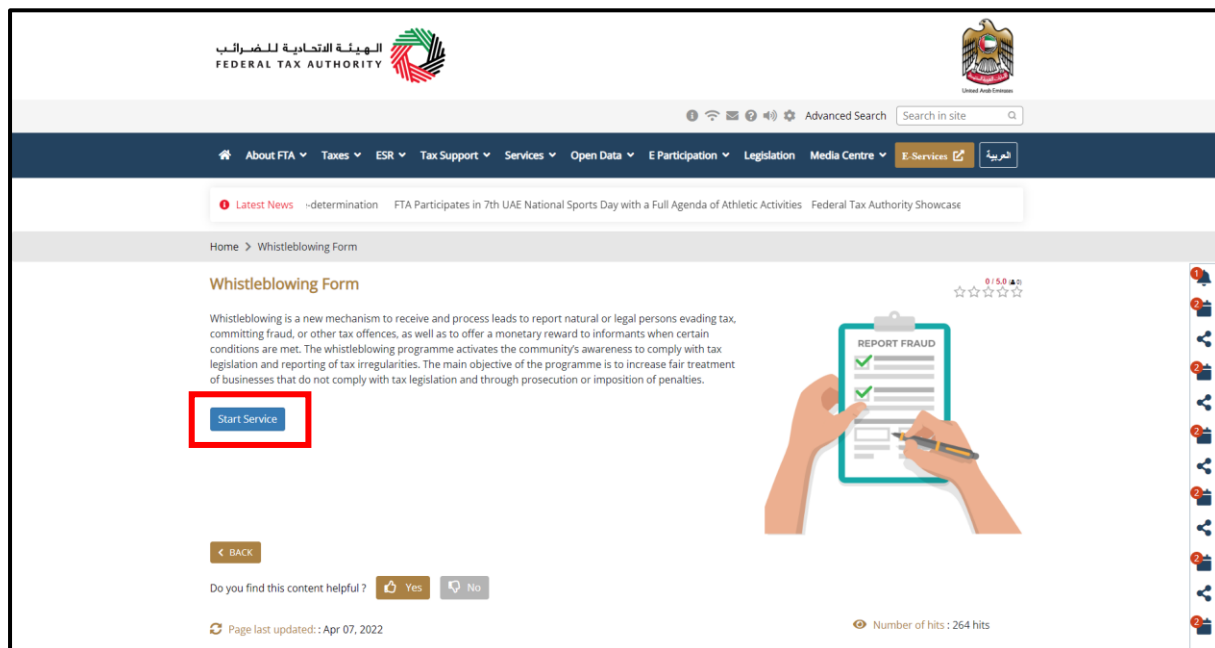 الهيئة الاتحادية للضرائب
FEDERAL TAX AUTHORITY
United Arab Emirates
Advanced Search Search in site
About FTA Taxes ESR Tax Support Services Open Data E Participation Legislation Media Centre E-Services العربية
Latest News -determination FTA Participates in 7th UAE National Sports Day with a Full Agenda of Athletic Activities Federal Tax Authority Showcase
Home > Whistleblowing Form
Whistleblowing Form
0 / 5.0
Whistleblowing is a new mechanism to receive and process leads to report natural or legal persons evading tax,
committing fraud, or other tax offences, as well as to offer a monetary reward to informants when certain
conditions are met. The whistleblowing programme activates the community's awareness to comply with tax
legislation and reporting of tax irregularities. The main objective of the programme is to increase fair treatment
of businesses that do not comply with tax legislation and through prosecution or imposition of penalties.
REPORT FRAUD
Start Service
< BACK
Do you find this content helpful ? Yes No
Page last updated: : Apr 07, 2022
Number of hits : 264 hits
1
2
2
2
2
2
2